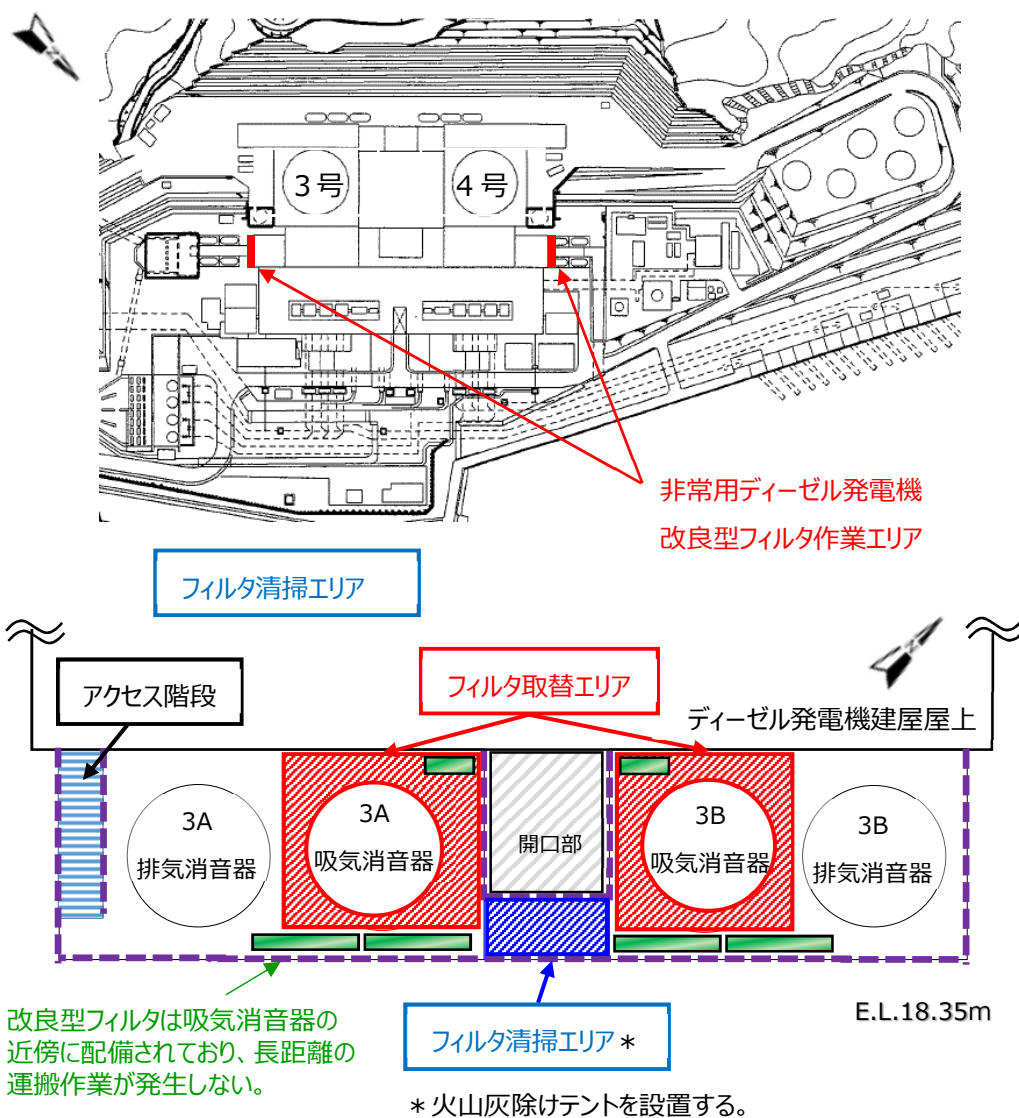 3号
4号
非常用ディーゼル発電機
改良型フィルタ作業エリア
フィルタ清掃エリア
アクセス階段
フィルタ取替エリア
ディーゼル発電機建屋屋上
3A
排気消音器
3A
吸気消音器
開口部
3B
吸気消音器
3B
排気消音器
改良型フィルタは吸気消音器の
近傍に配備されており、長距離の
運搬作業が発生しない。
フィルタ清掃エリア＊
E.L.18.35m
＊火山灰除けテントを設置する。